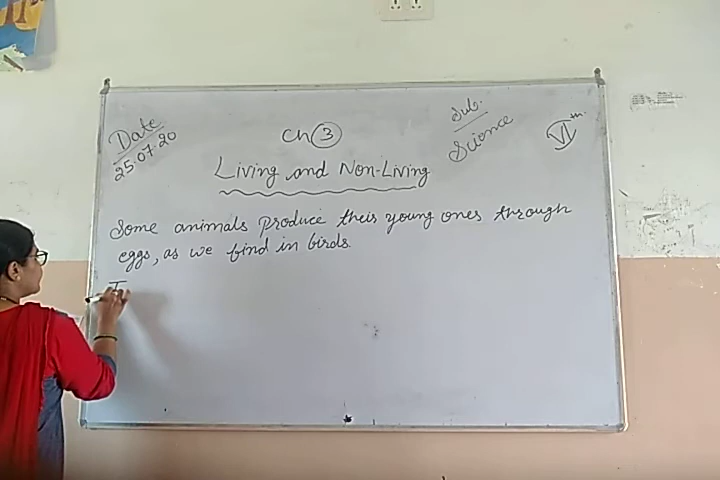 Date
25.07.20
Ch 3
Sub.
Science
VI th
Living and Non-Living
Some animals produce their young ones through
eggs, as we find in birds
I